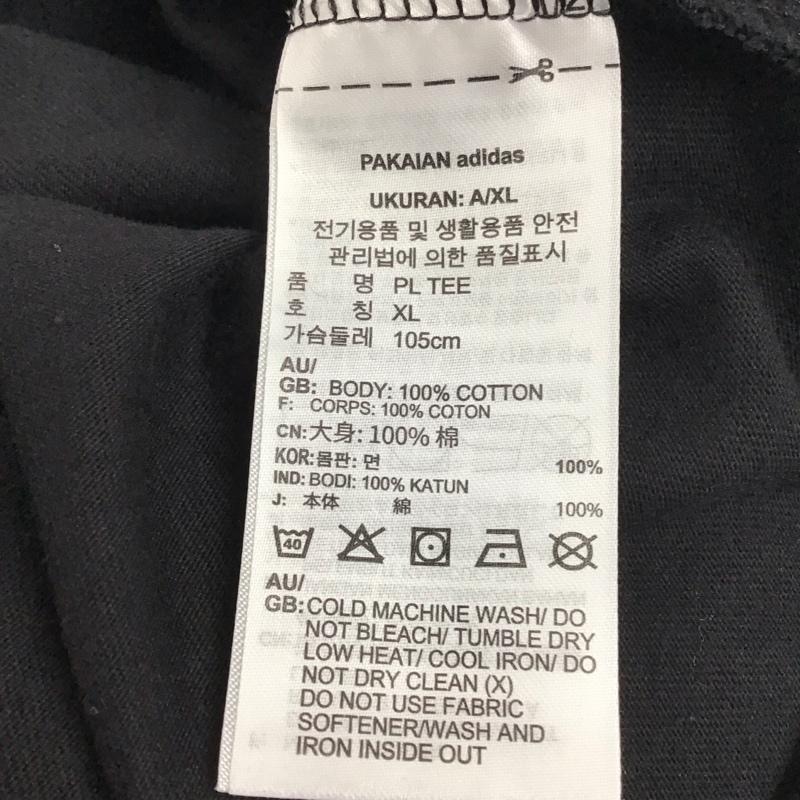 PAKAIAN adidas
UKURAN: A/XL
전기용품 및 생활용품 안전
관리법에 의한 품질표시
품 명 PL TEE
호 칭 XL
가슴둘레 105cm
AU/
GB: BODY: 100% COTTON
F: CORPS: 100% COTON
CN:大身: 100% 棉
KOR:몸판: 면 100%
IND: BODI: 100% KATUN
J: 本体 綿 100%
40
AU/
GB:COLD MACHINE WASH/ DO
NOT BLEACH/ TUMBLE DRY
LOW HEAT/ COOL IRON/ DO
NOT DRY CLEAN (X)
DO NOT USE FABRIC
SOFTENER/WASH AND
IRON INSIDE OUT